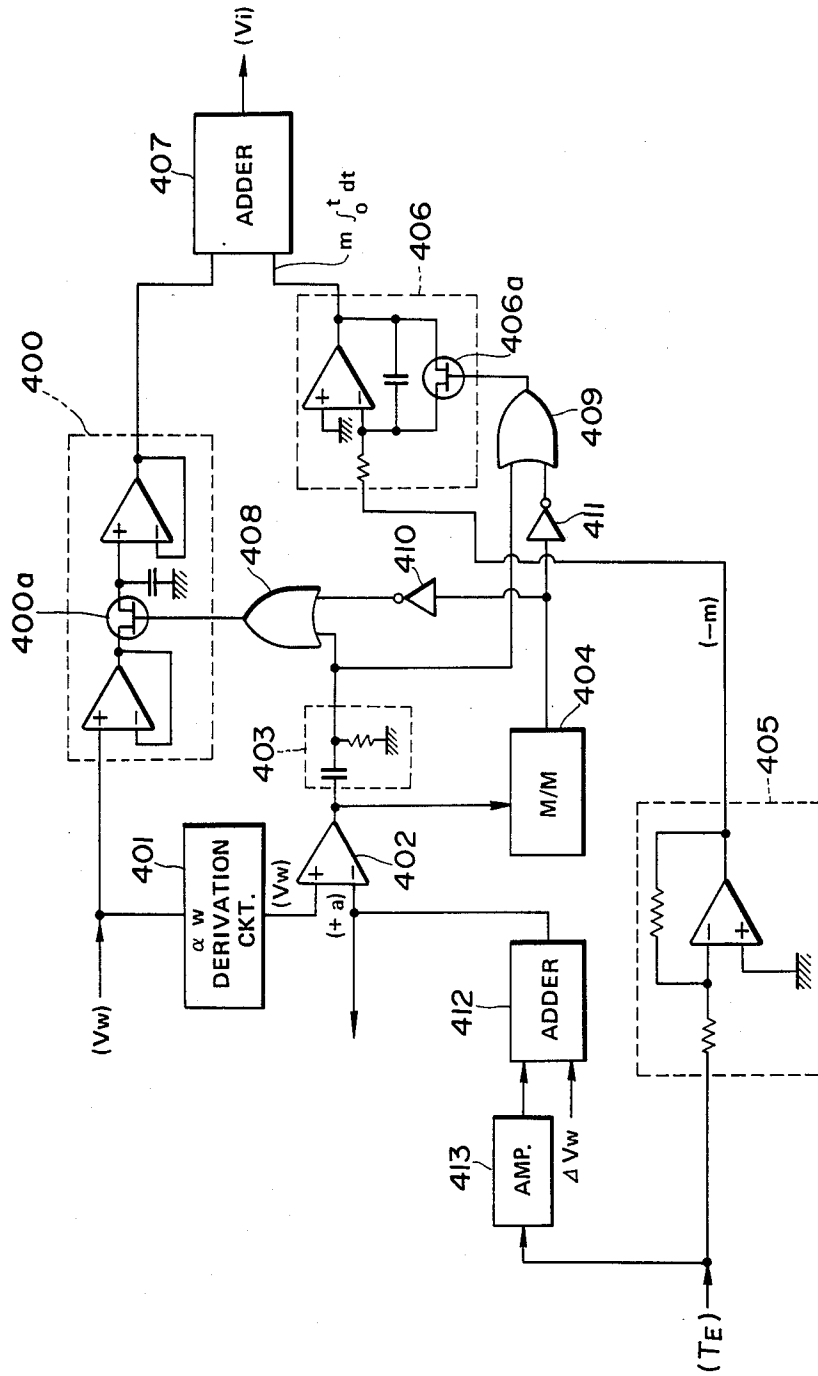 (Vi)
407
ADDER
m ∫₀ᵗ dt
400
400a
406
406a
408
409
410
411
403
404
M/M
(-m)
405
401
α w
DERIVATION
CKT.
(Vw)
(Vw)
(+ a)
402
412
ADDER
413
AMP.
Δ Vw
(TE)
+
-
+
-
+
-
+
-
-
+